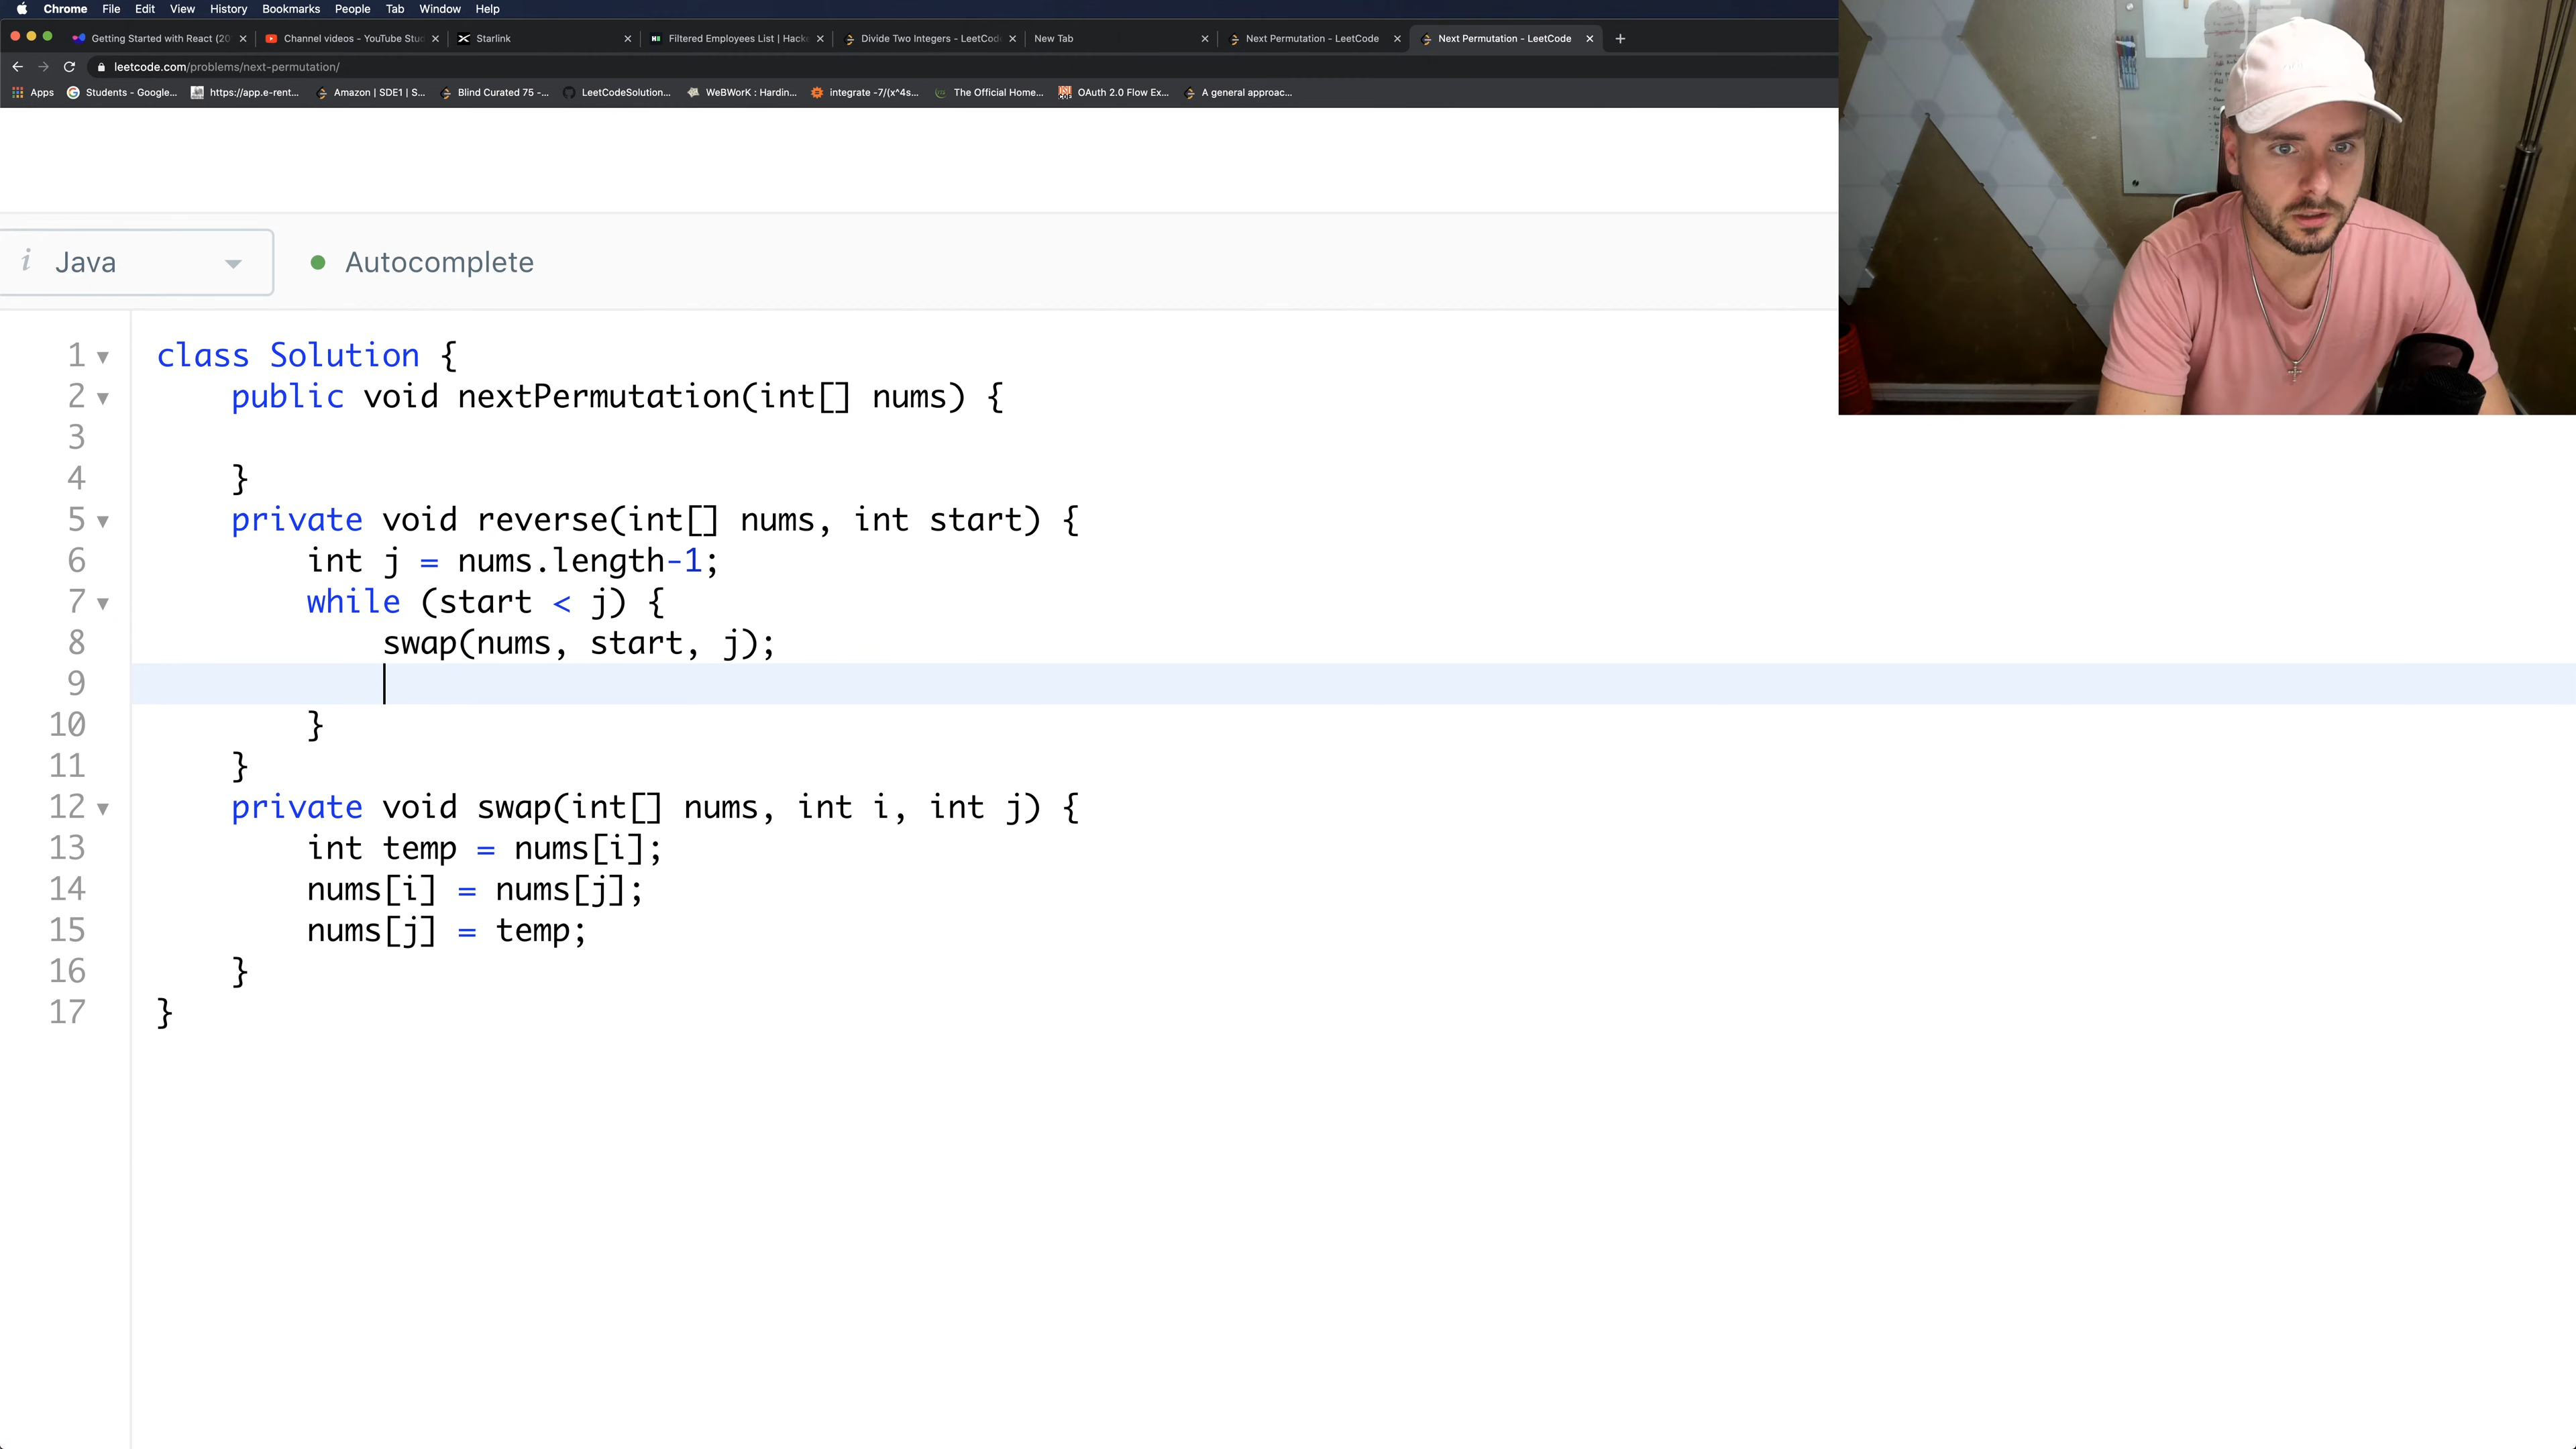 Chrome File Edit View History Bookmarks People Tab Window Help
Getting Started with React (20 Channel videos - YouTube Stud Starlink Filtered Employees List | Hack Divide Two Integers - LeetCod New Tab Next Permutation - LeetCode Next Permutation - LeetCode
leetcode.com/problems/next-permutation/
Apps Students - Google... https://app.e-rent... Amazon | SDE1 | S... Blind Curated 75 -... LeetCodeSolution... WeBWorK : Hardin... integrate -7/(x^4s... The Official Home... OAuth 2.0 Flow Ex... A general approac...
i Java Autocomplete
1 class Solution {
2 public void nextPermutation(int[] nums) {
3
4 }
5 private void reverse(int[] nums, int start) {
6 int j = nums.length-1;
7 while (start < j) {
8 swap(nums, start, j);
9
10 }
11 }
12 private void swap(int[] nums, int i, int j) {
13 int temp = nums[i];
14 nums[i] = nums[j];
15 nums[j] = temp;
16 }
17 }